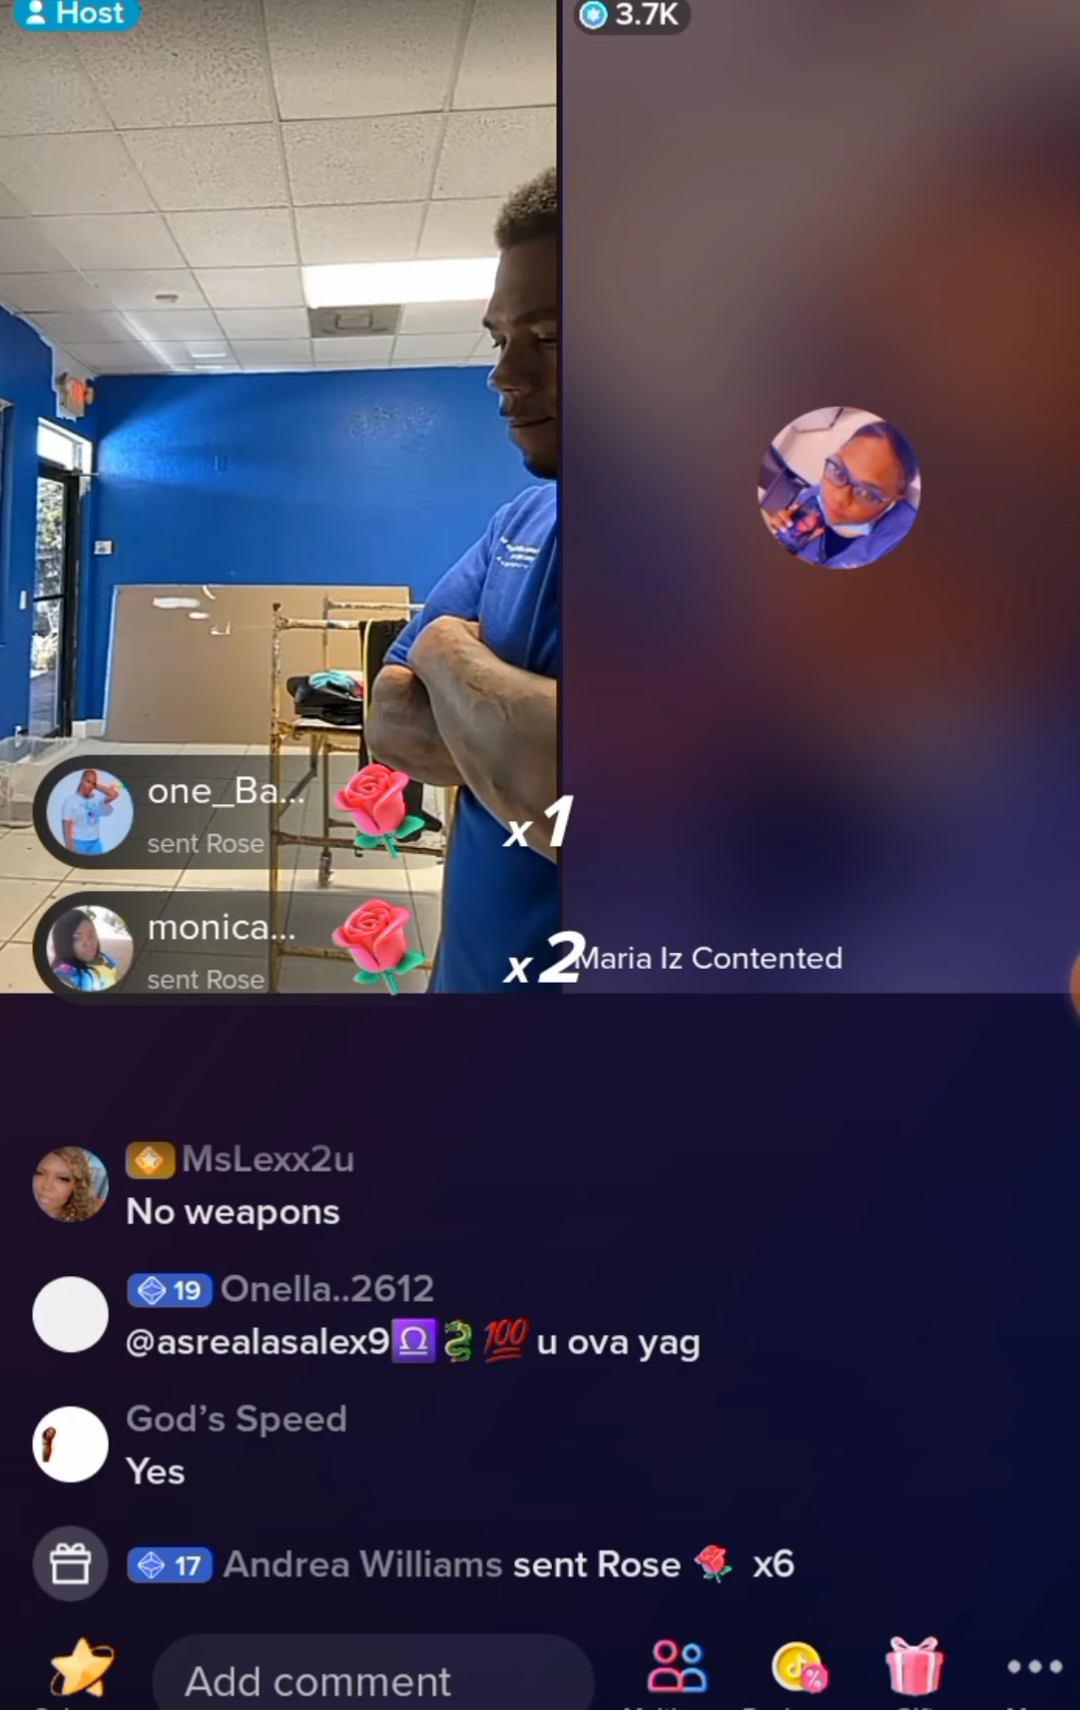 Host
3.7K
one_Ba...
sent Rose
x1
monica...
sent Rose
x2
Maria Iz Contented
MsLexx2u
No weapons
19 Onella..2612
@asrealasalex9♎🐉💯 u ova yag
God’s Speed
Yes
17 Andrea Williams sent Rose 🌹 x6
Add comment